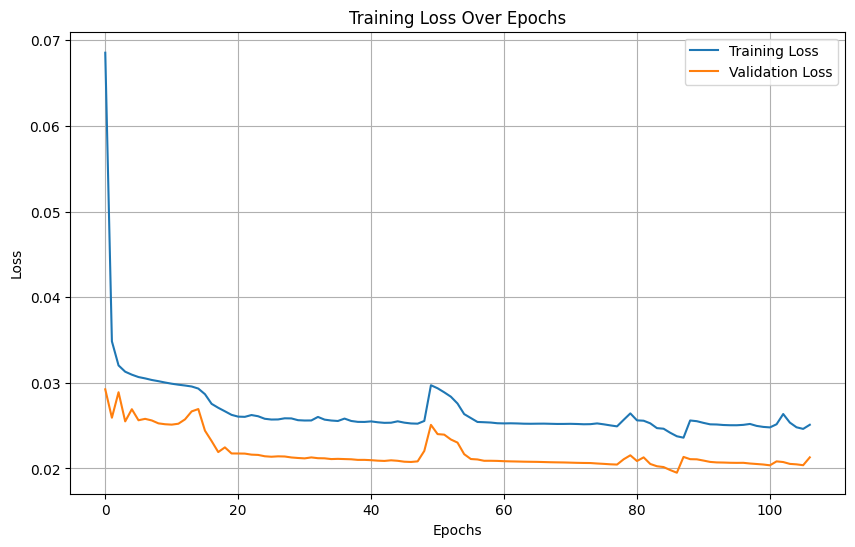 Training Loss Over Epochs
Training Loss
Validation Loss
Loss
0.07
0.06
0.05
0.04
0.03
0.02
0 20 40 60 80 100
Epochs